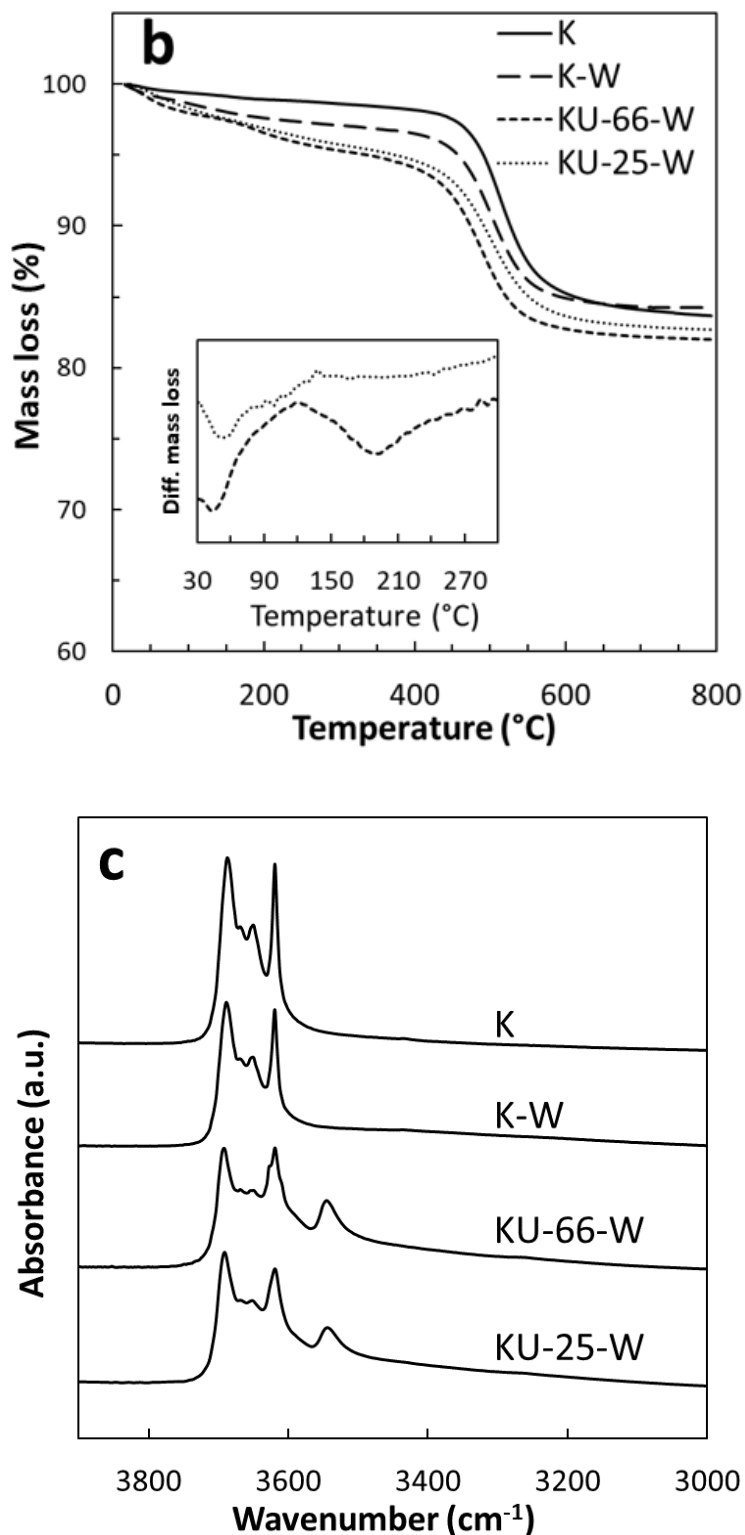 b
K
K-W
KU-66-W
KU-25-W
100
90
80
70
60
Mass loss (%)
Diff. mass loss
30 90 150 210 270
Temperature (°C)
0 200 400 600 800
Temperature (°C)
c
K
K-W
KU-66-W
KU-25-W
Absorbance (a.u.)
3800 3600 3400 3200 3000
Wavenumber (cm⁻¹)